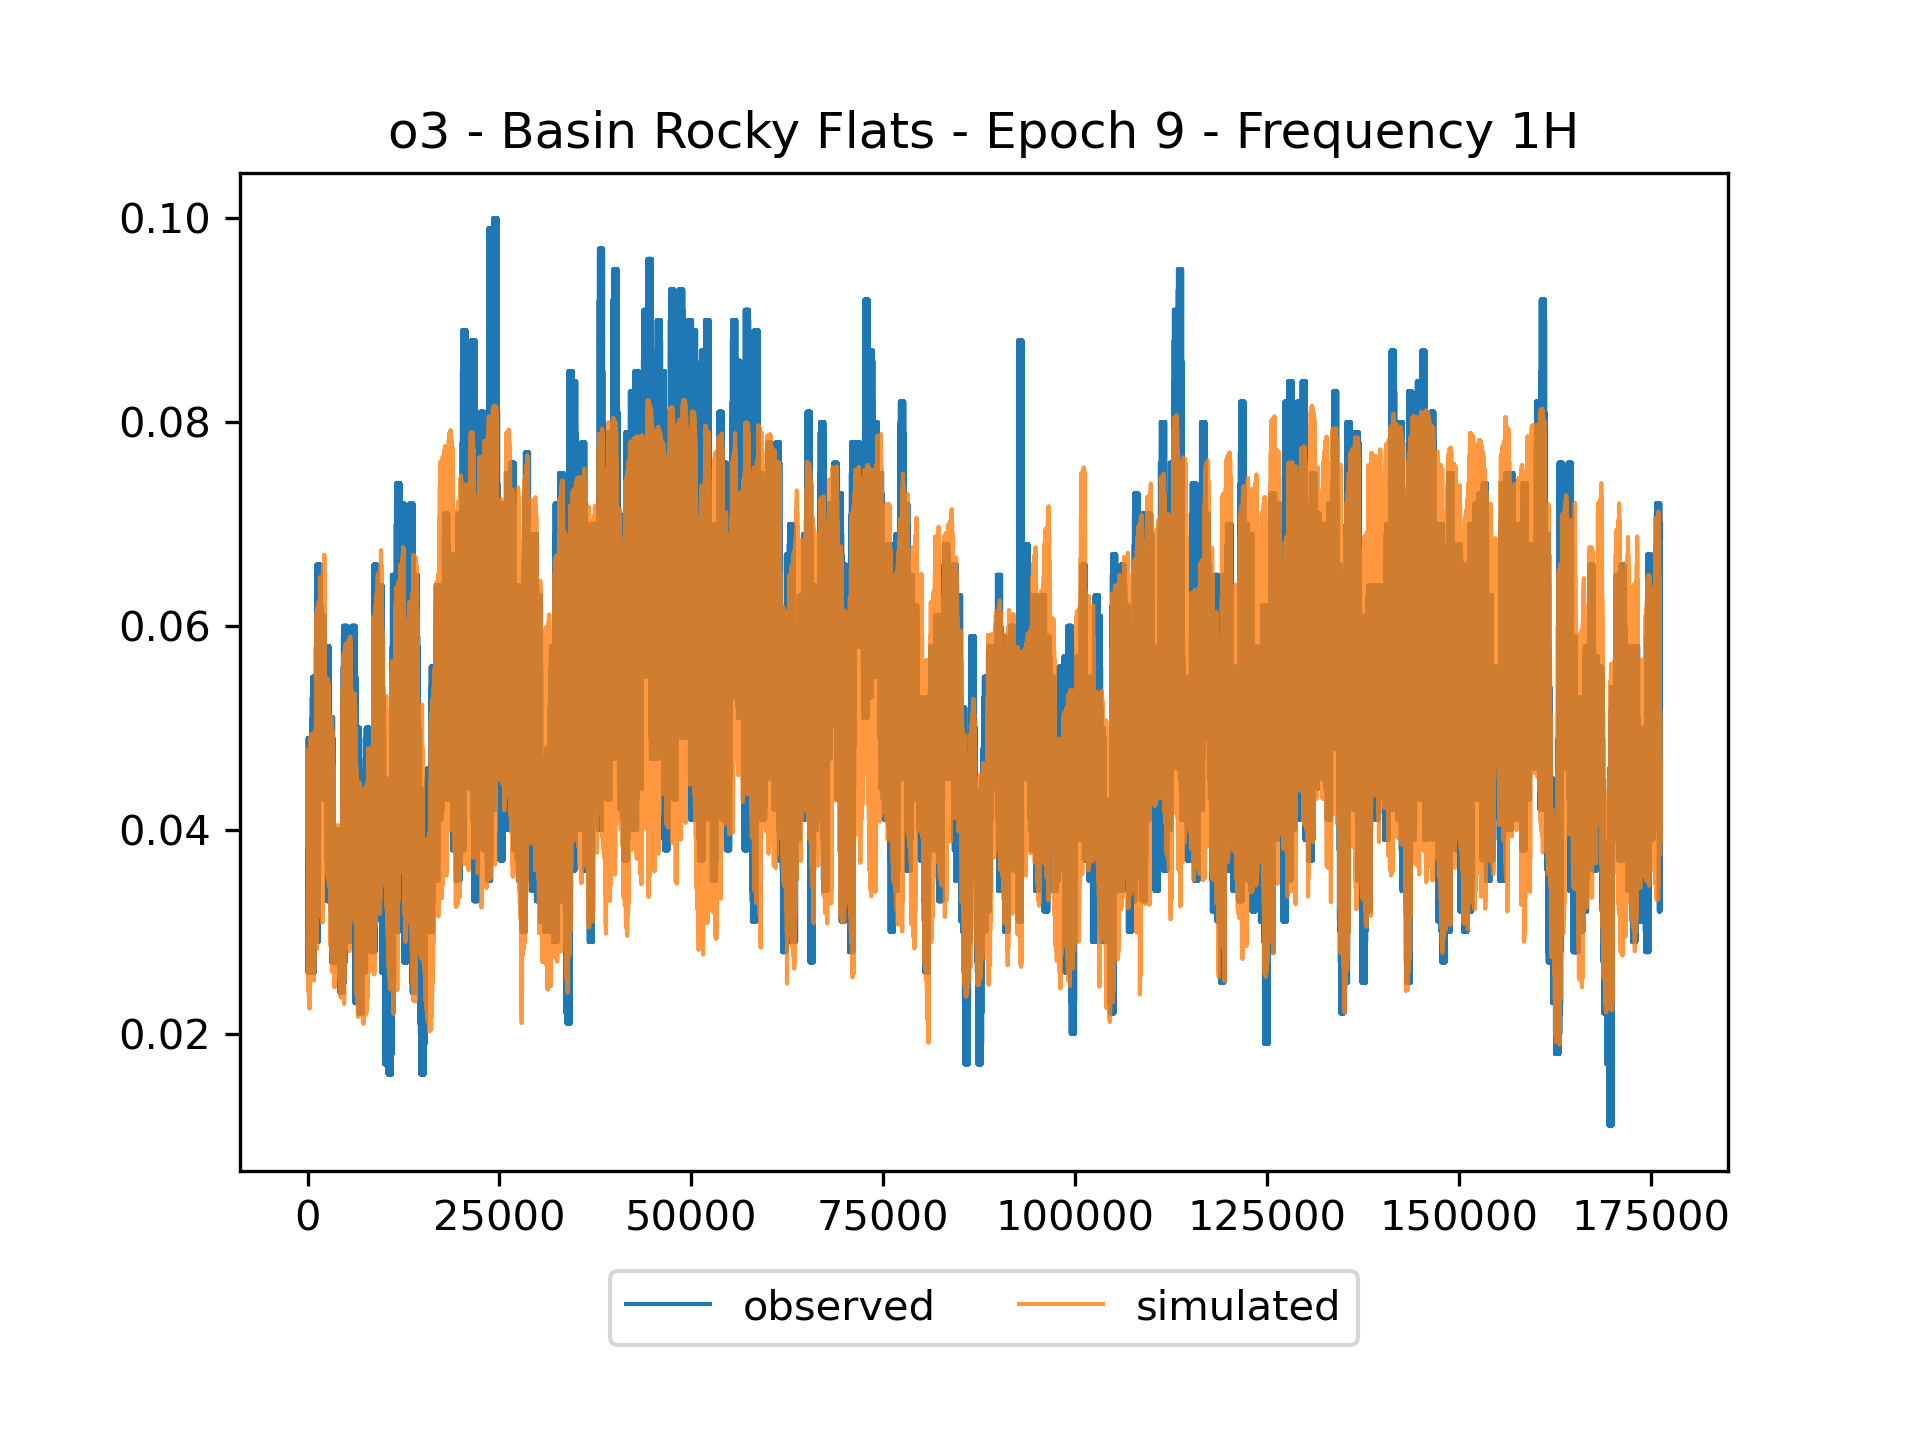 o3 - Basin Rocky Flats - Epoch 9 - Frequency 1H
0.10
0.08
0.06
0.04
0.02
0 25000 50000 75000 100000 125000 150000 175000
observed simulated